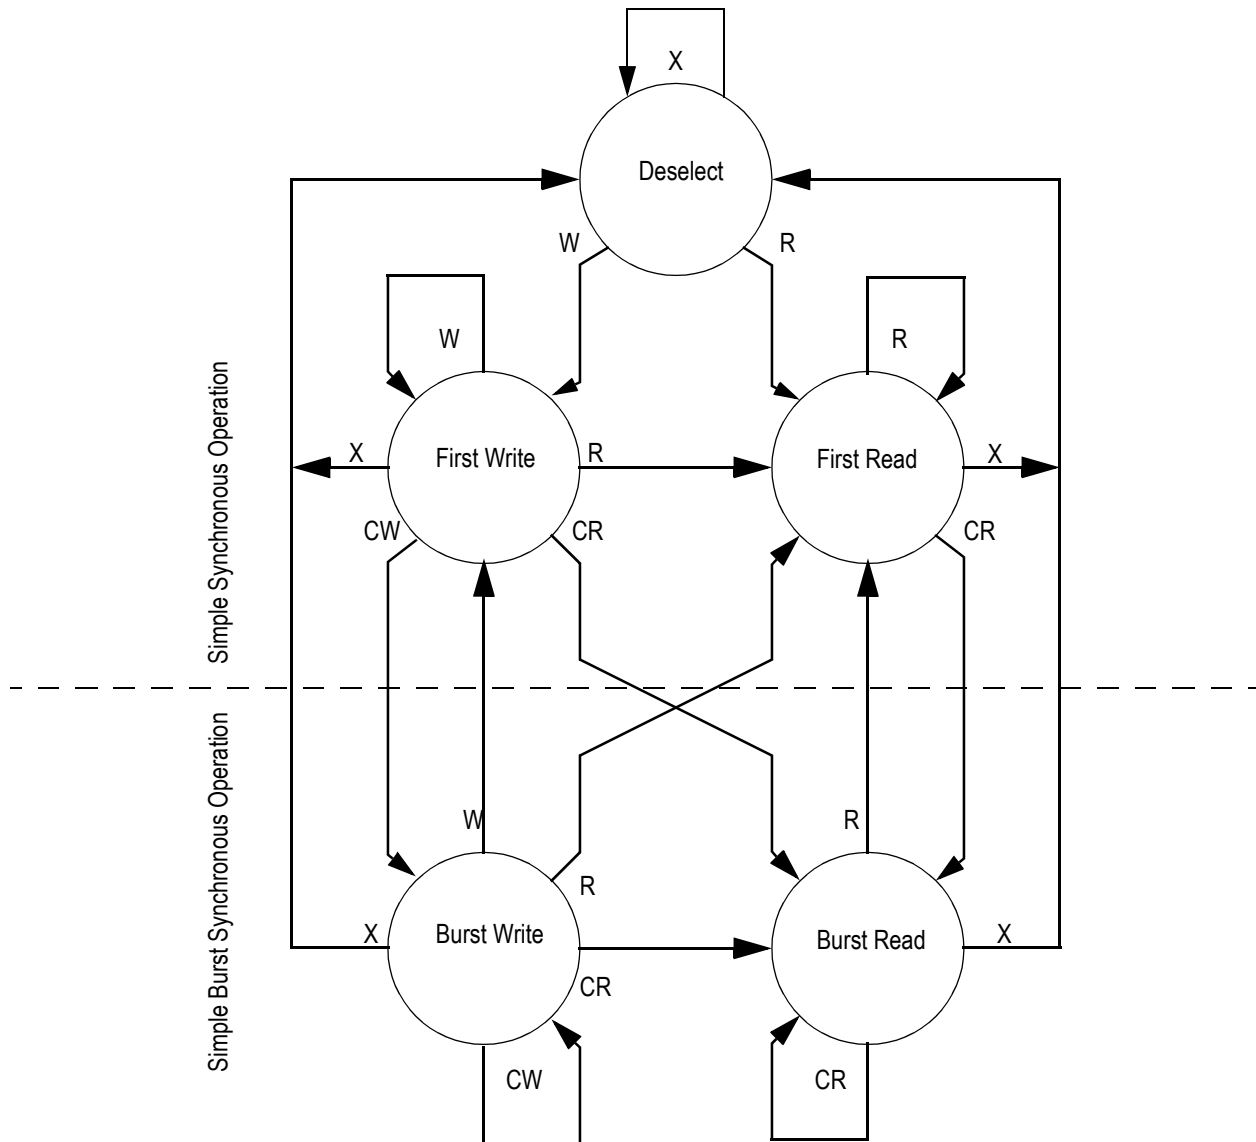 X
Deselect
W
R
W
R
Simple Synchronous Operation
X
First Write
R
First Read
X
CW
CR
CR
Simple Burst Synchronous Operation
W
R
R
X
Burst Write
Burst Read
X
CR
CW
CR